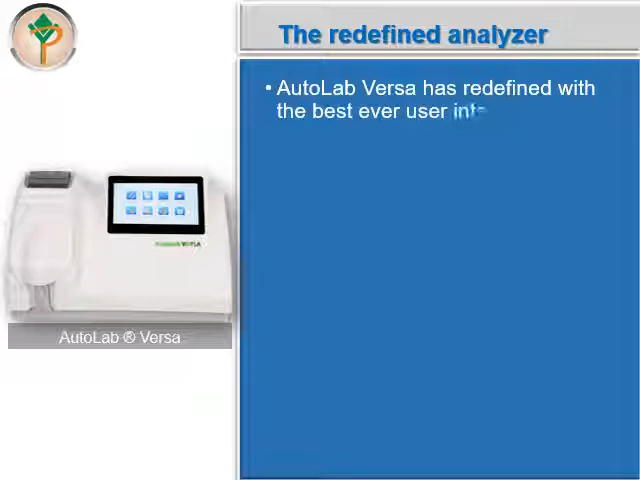 The redefined analyzer
• AutoLab Versa has redefined with
the best ever user
AutoLab ® Versa